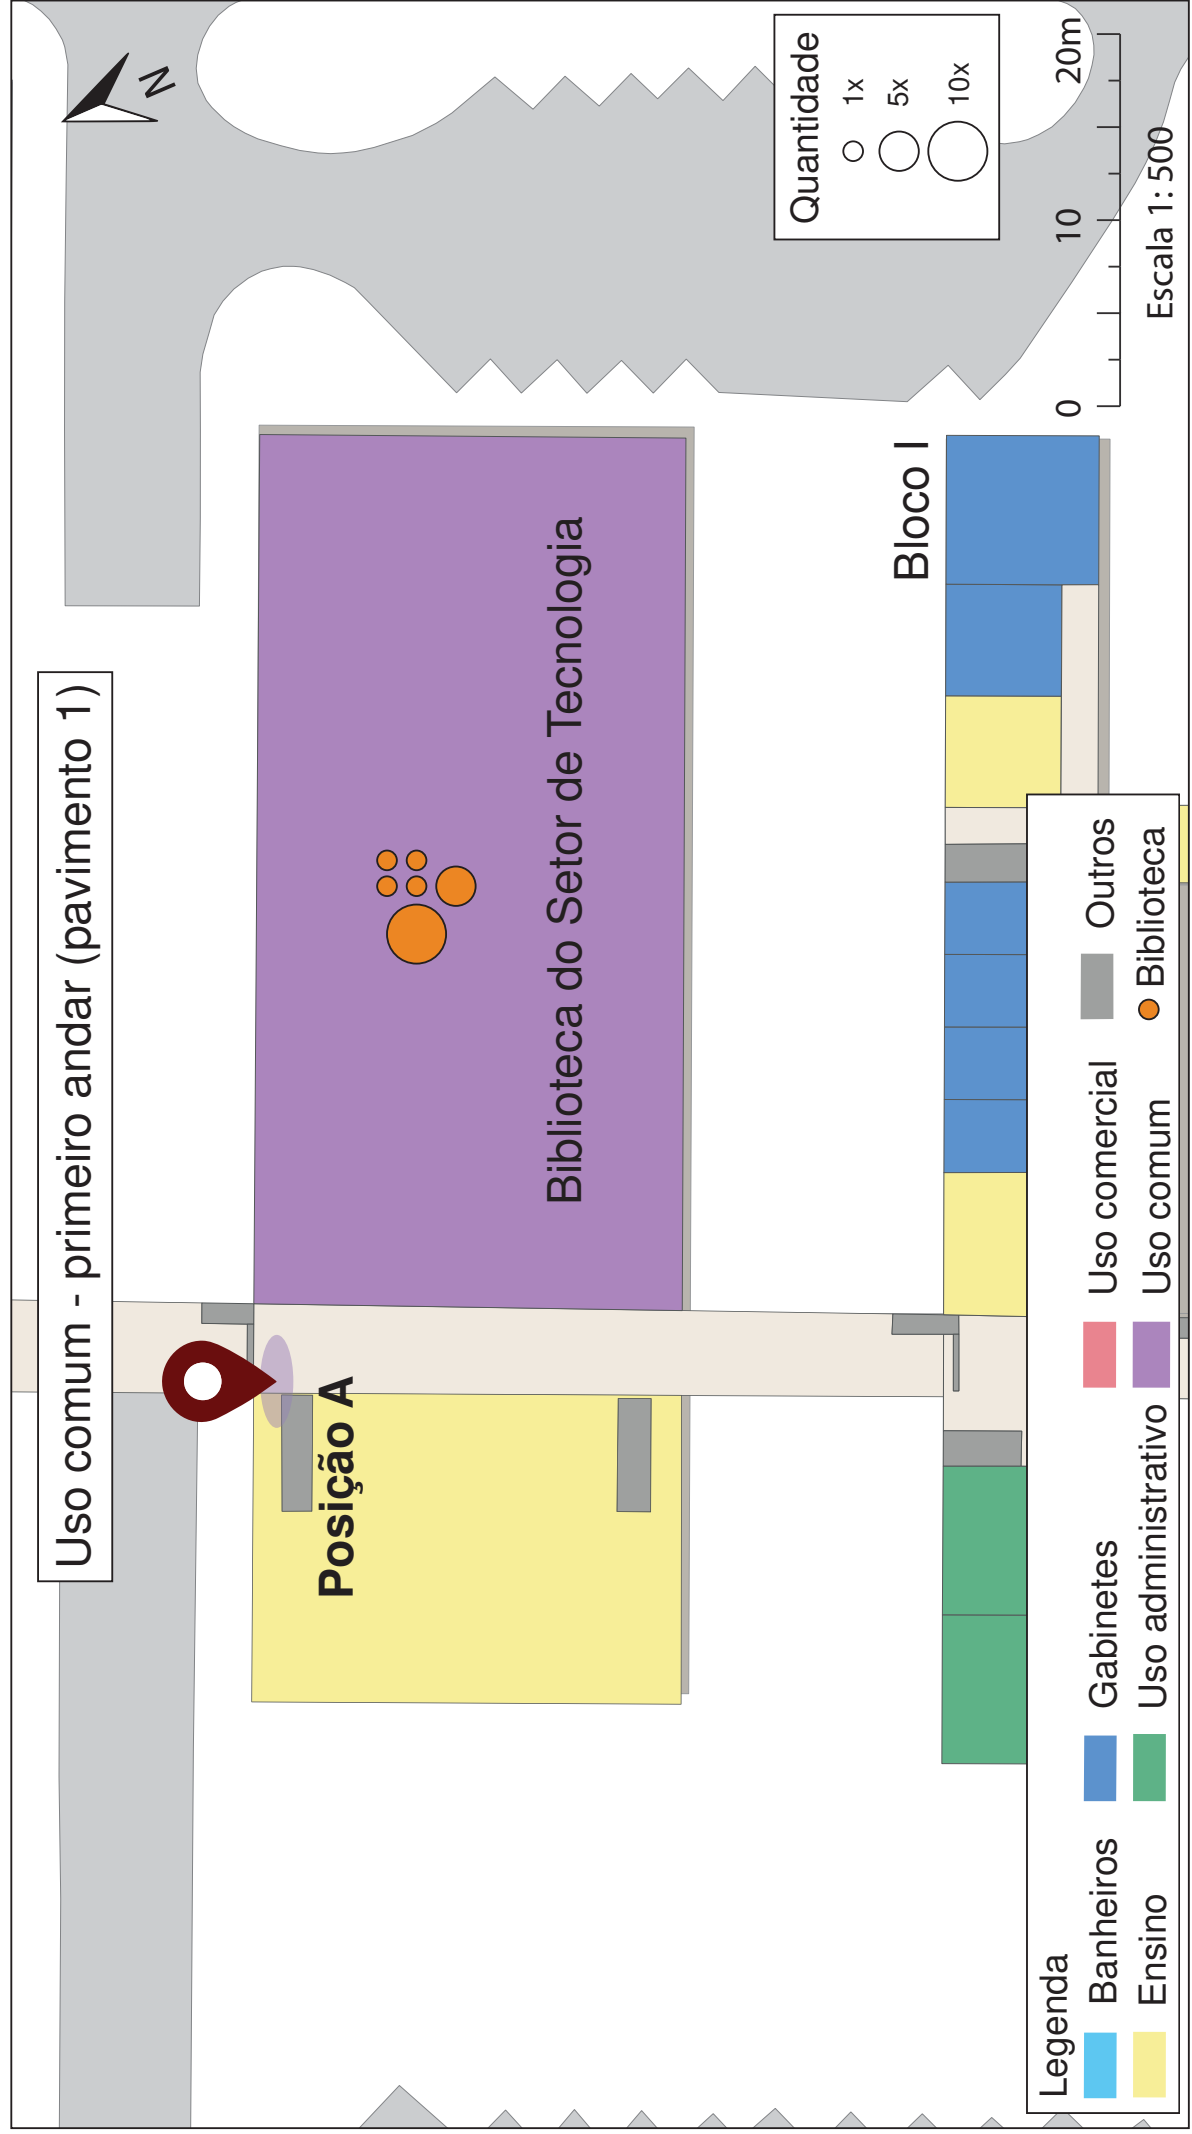 Uso comum - primeiro andar (pavimento 1)
N
Quantidade
1x
5x
10x
Posição A
Biblioteca do Setor de Tecnologia
Bloco I
0 10 20m
Escala 1: 500
Legenda
Banheiros Gabinetes Uso comercial Outros
Ensino Uso administrativo Uso comum Biblioteca